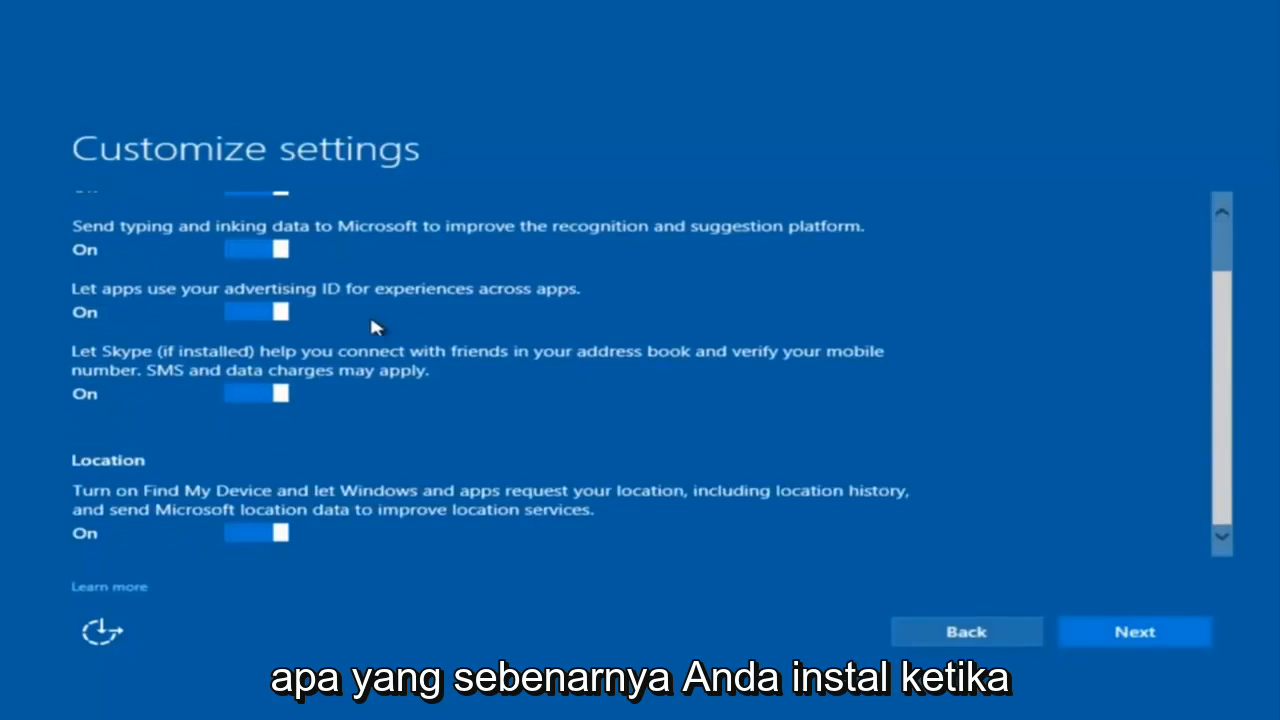 Customize settings
Send typing and inking data to Microsoft to improve the recognition and suggestion platform.
On
Let apps use your advertising ID for experiences across apps.
On
Let Skype (if installed) help you connect with friends in your address book and verify your mobile
number. SMS and data charges may apply.
On
Location
Turn on Find My Device and let Windows and apps request your location, including location history,
and send Microsoft location data to improve location services.
On
Learn more
Back
Next
apa yang sebenarnya Anda instal ketika